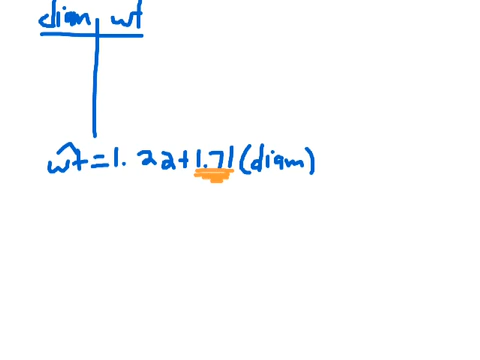 diam wt
ŵt = 1.22 + 1.71 (diam)